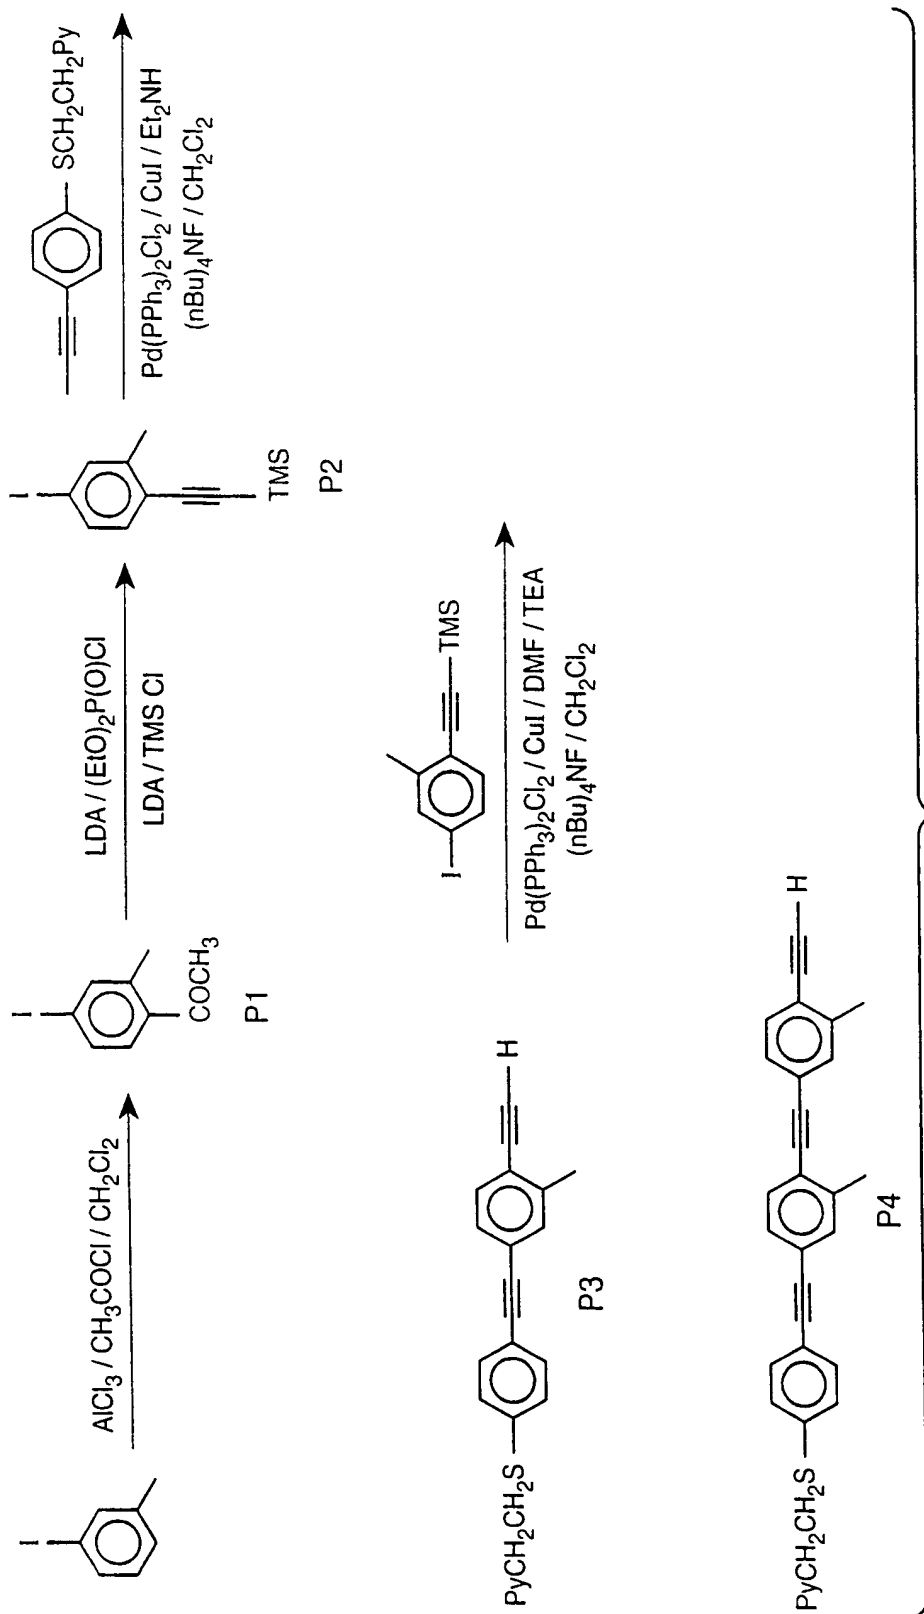 I
AlCl3 / CH3COCl / CH2Cl2
I
COCH3
P1
LDA / (EtO)2P(O)Cl
LDA / TMS Cl
I
TMS
P2
SCH2CH2Py
Pd(PPh3)2Cl2 / CuI / Et2NH
(nBu)4NF / CH2Cl2
PyCH2CH2S
H
P3
I
TMS
Pd(PPh3)2Cl2 / CuI / DMF / TEA
(nBu)4NF / CH2Cl2
PyCH2CH2S
H
P4